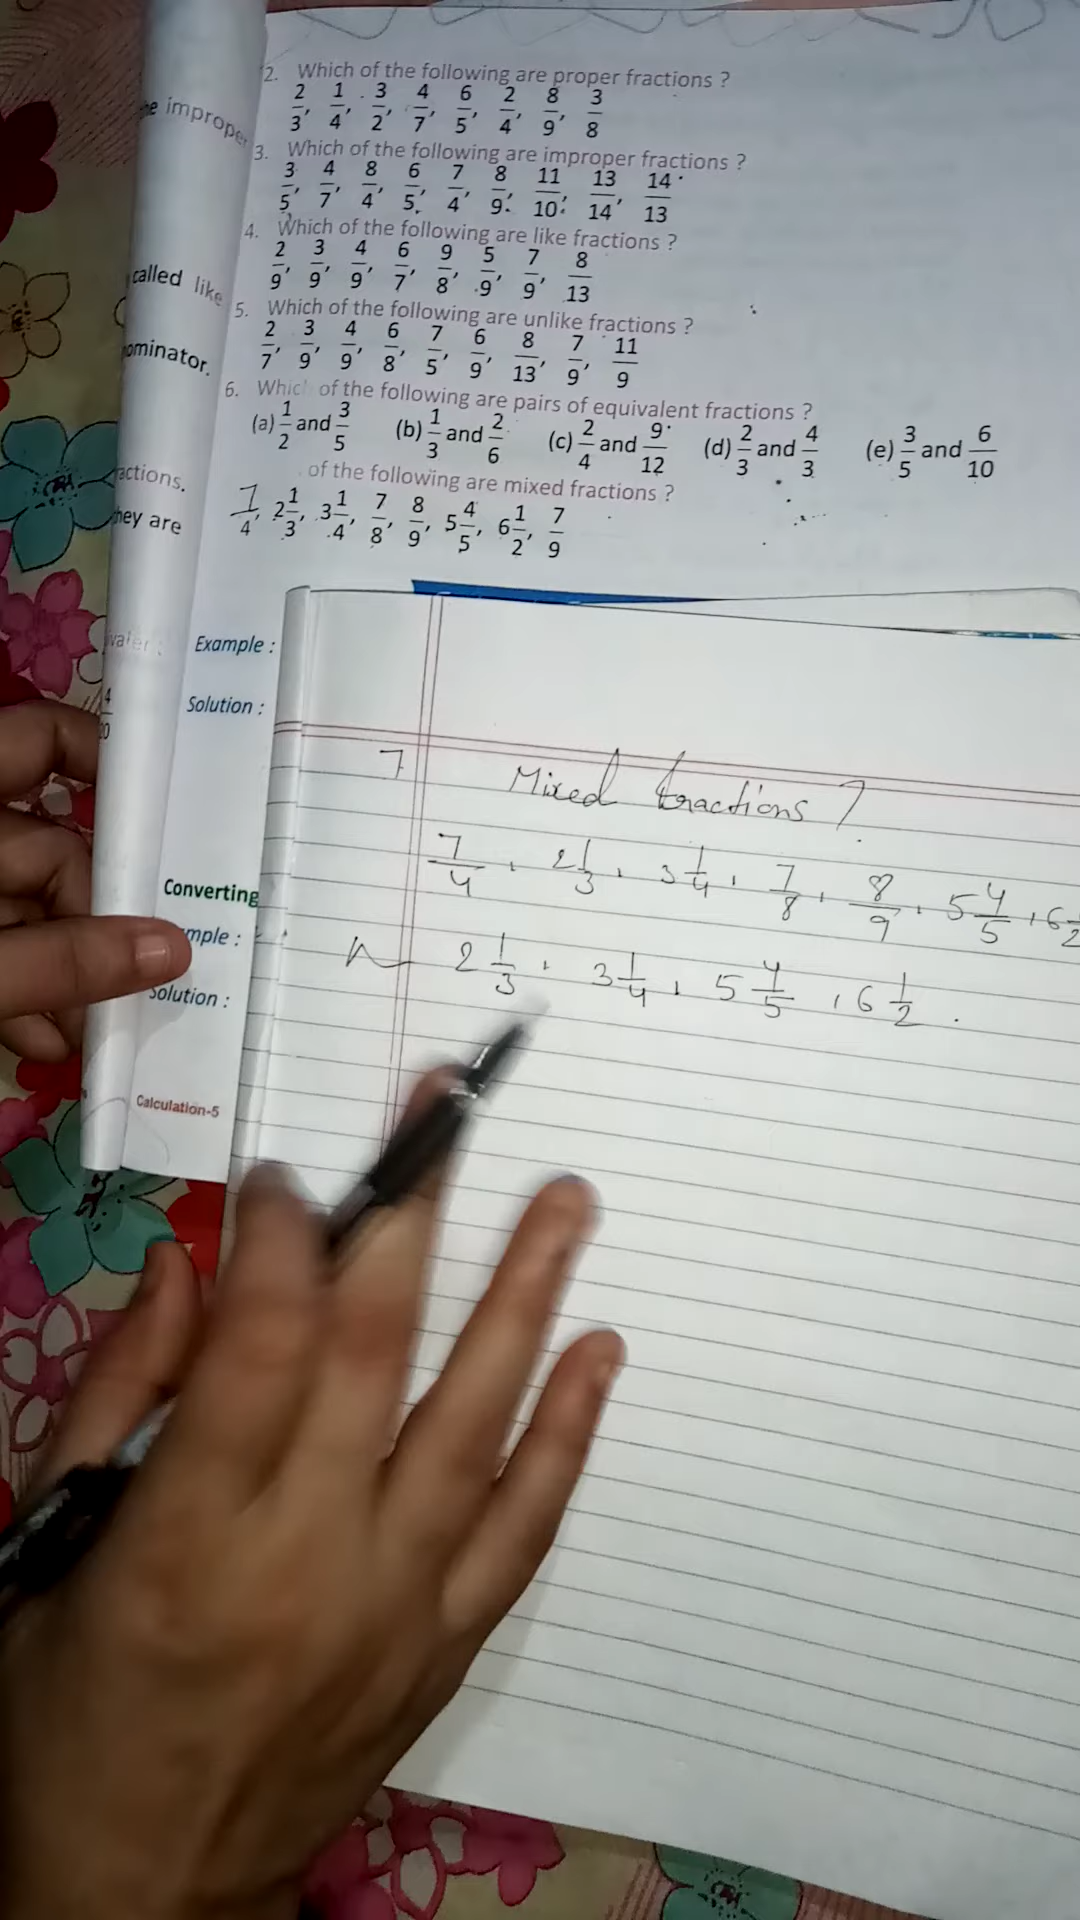 2. Which of the following are proper fractions ?
2/3, 1/4, 3/2, 4/7, 6/5, 2/4, 8/9, 3/8
he improper
3. Which of the following are improper fractions ?
3/5, 4/7, 8/4, 6/5, 7/4, 8/9, 11/10, 13/14, 14/13
4. Which of the following are like fractions ?
2/9, 3/9, 4/9, 6/7, 9/8, 5/9, 7/9, 8/13
called like
5. Which of the following are unlike fractions ?
2/7, 3/9, 4/9, 6/8, 7/5, 6/9, 8/13, 7/9, 11/9
ominator.
6. Which of the following are pairs of equivalent fractions ?
(a) 1/2 and 3/5 (b) 1/3 and 2/6 (c) 2/4 and 9/12 (d) 2/3 and 4/3 (e) 3/5 and 6/10
actions.
of the following are mixed fractions ?
hey are
7/4, 2 1/3, 3 1/4, 7/8, 8/9, 5 4/5, 6 1/2, 7/9
Example :
Solution :
7 Mixed fractions ?
7/4, 2 1/3, 3 1/4, 7/8, 8/9, 5 4/5, 6 1/2
Converting
mple :
2 1/3, 3 1/4, 5 4/5, 6 1/2.
Solution :
Calculation-5